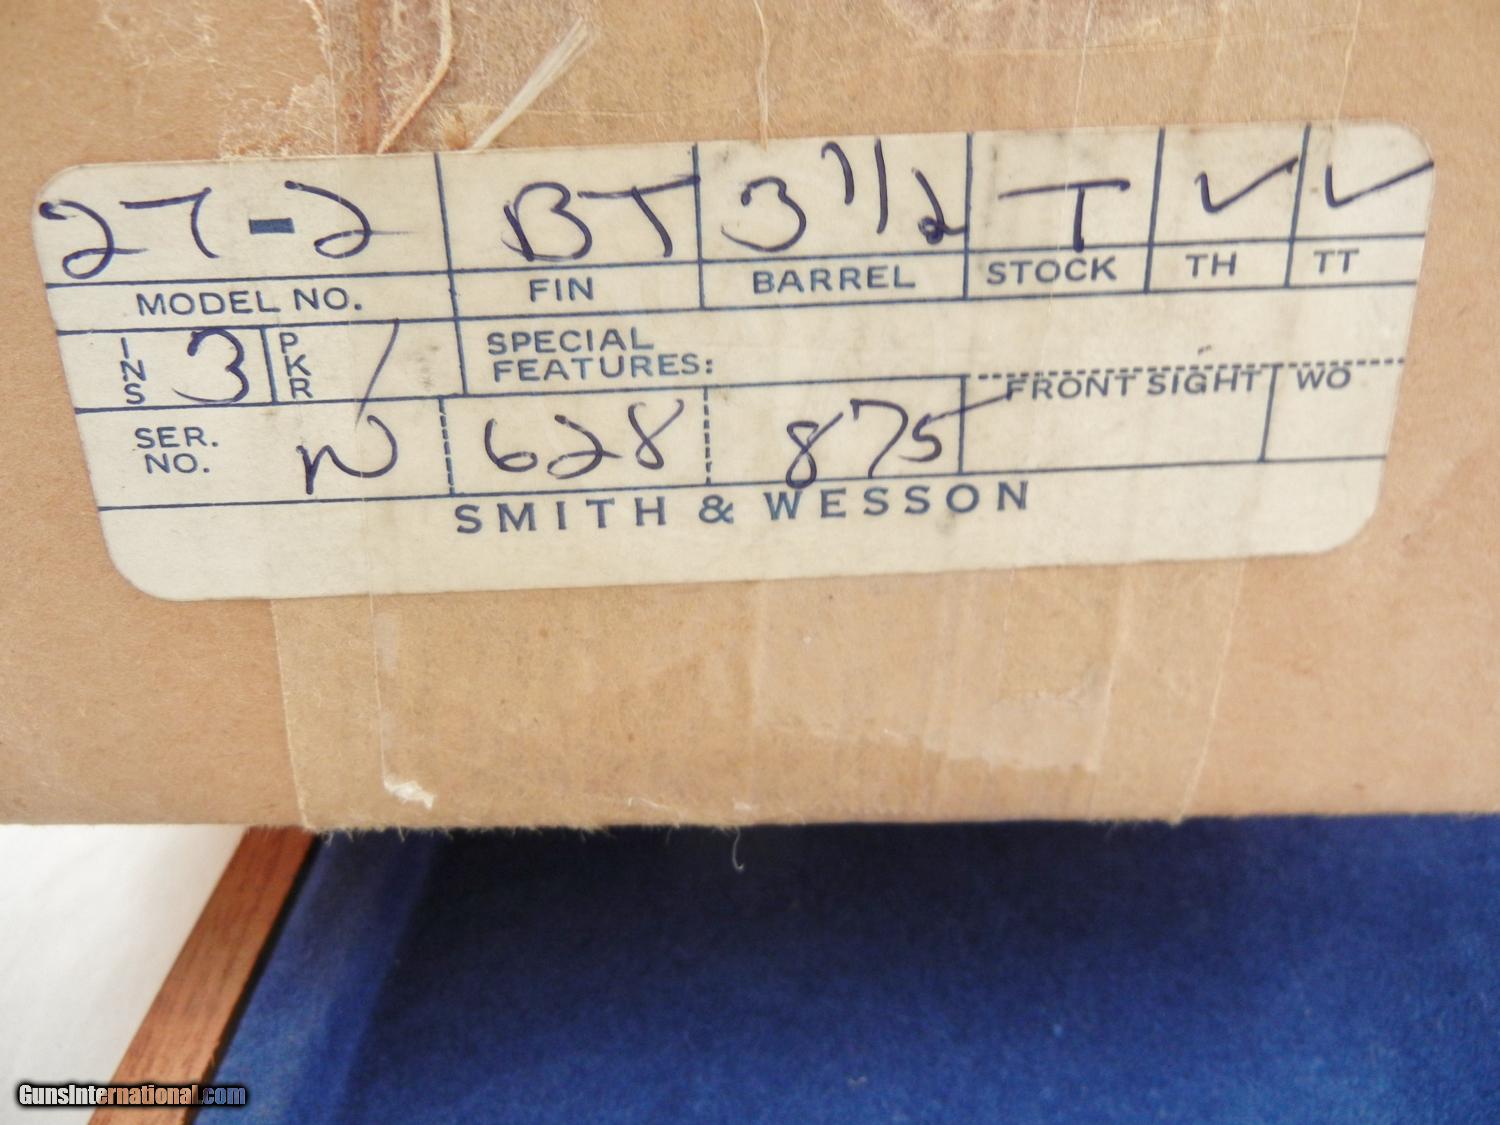 27-2 BT 3 1/2 T ✓ ✓
MODEL NO. FIN BARREL STOCK TH TT
INS 3 PKR / SPECIAL
FEATURES:
FRONT SIGHT WO
SER.
NO. N 628 875
SMITH & WESSON
GunsInternational.com